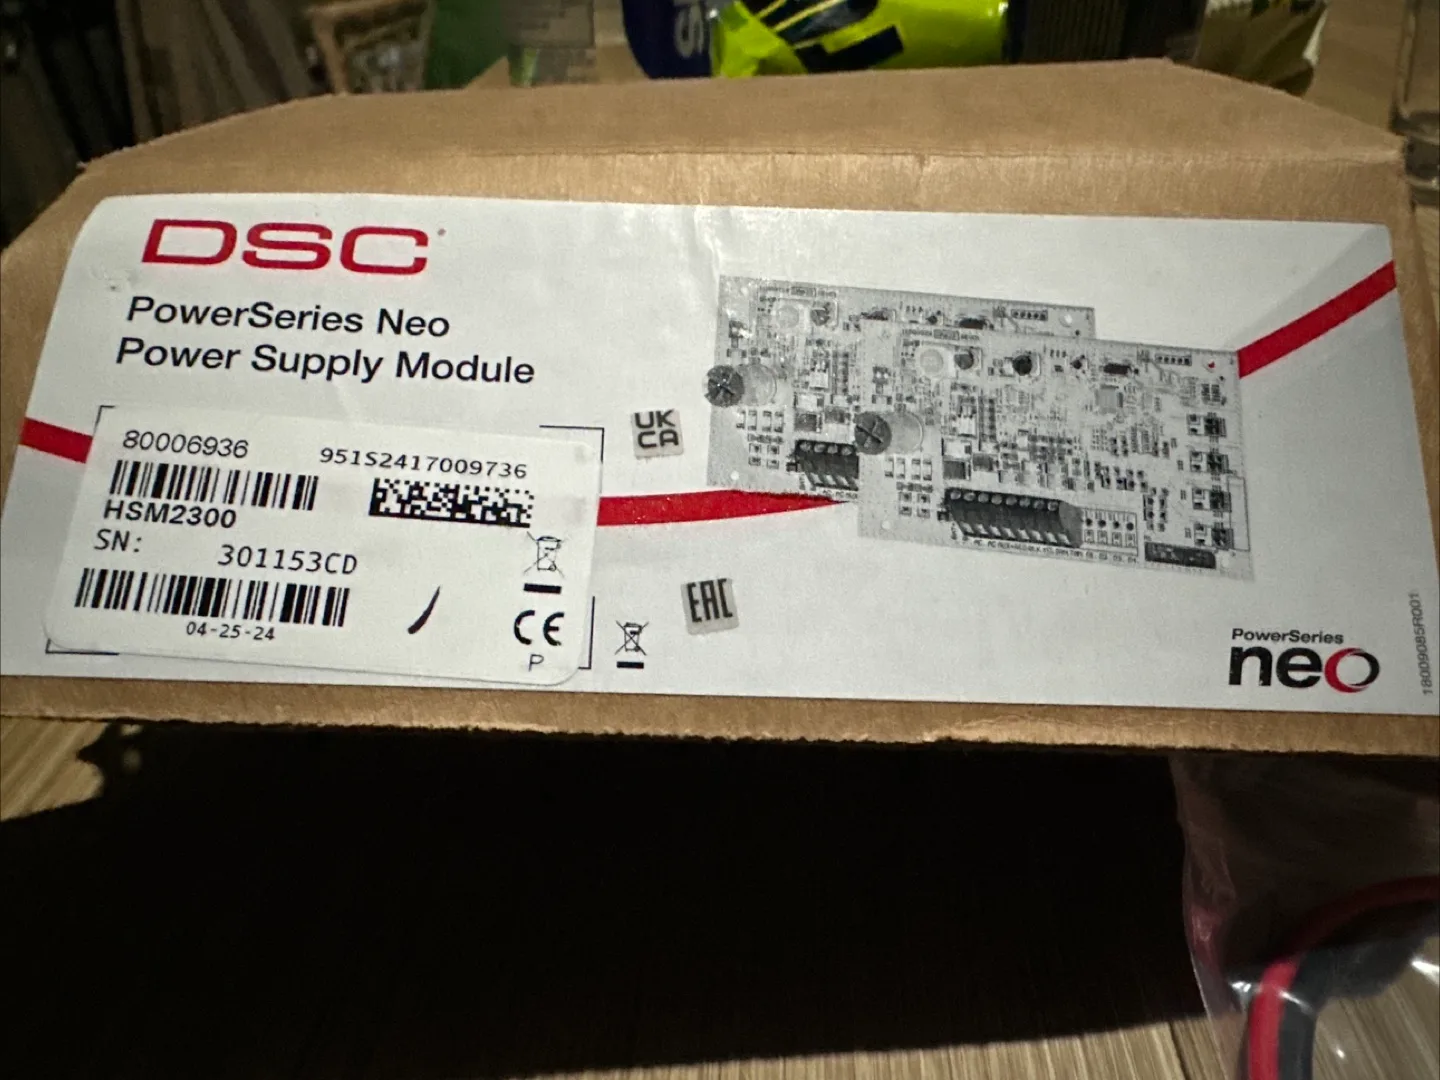 DSC
PowerSeries Neo
Power Supply Module
80006936
951S2417009736
HSM2300
SN: 301153CD
04-25-24
CE
P
UK
CA
EAC
PowerSeries
neo
18009085R001